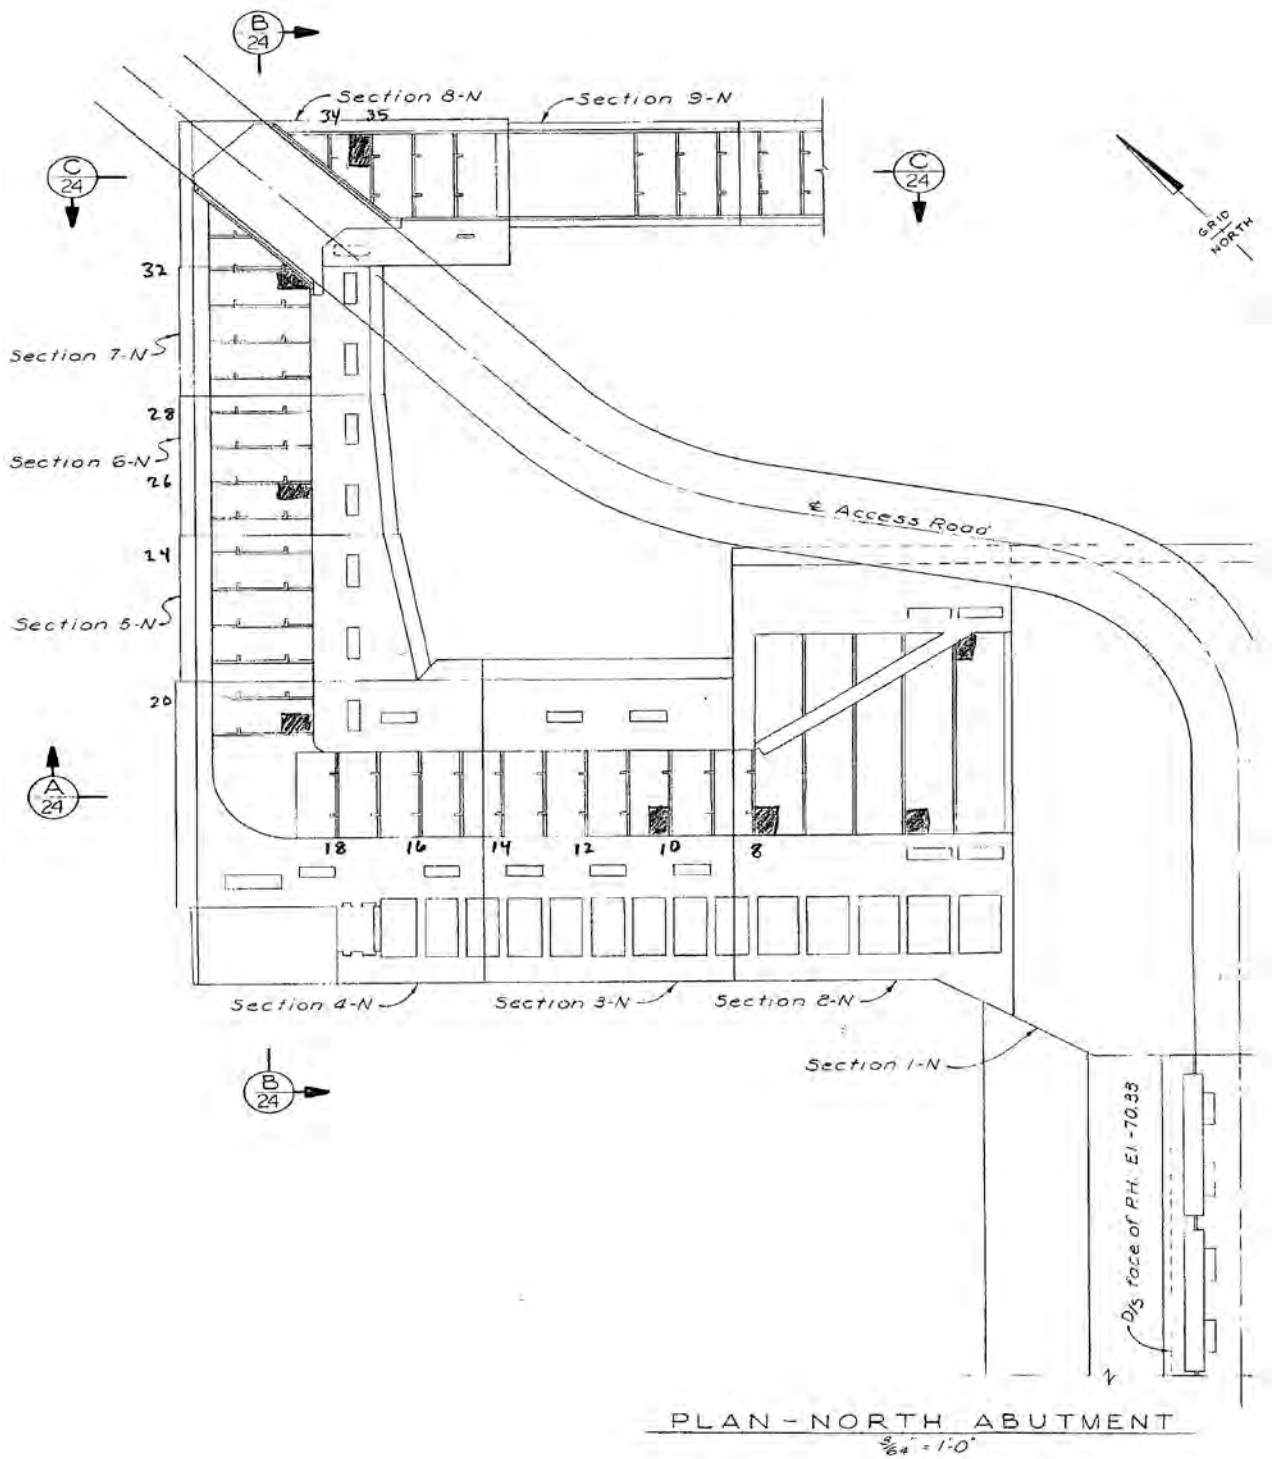 B
24
Section 8-N
Section 9-N
34 35
C
24
C
24
GRID
NORTH
32
Section 7-N
28
Section 6-N
26
24
Section 5-N
20
℄ Access Road
A
24
18 16 14 12 10 8
Section 4-N
Section 3-N
Section 2-N
Section 1-N
B
24
D/s face of P.H. El.-70.33
PLAN-NORTH ABUTMENT
3/64" = 1'-0"